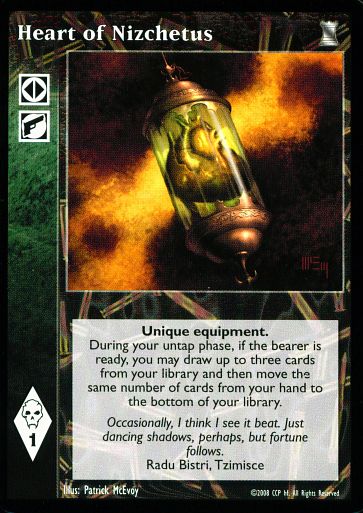 Heart of Nizchetus
McEvoy
Unique equipment.
During your untap phase, if the bearer is
ready, you may draw up to three cards
from your library and then move the
same number of cards from your hand to
the bottom of your library.
Occasionally, I think I see it beat. Just
dancing shadows, perhaps, but fortune
follows.
Radu Bistri, Tzimisce
1
Illus: Patrick McEvoy
©2008 CCP hf. All Rights Reserved